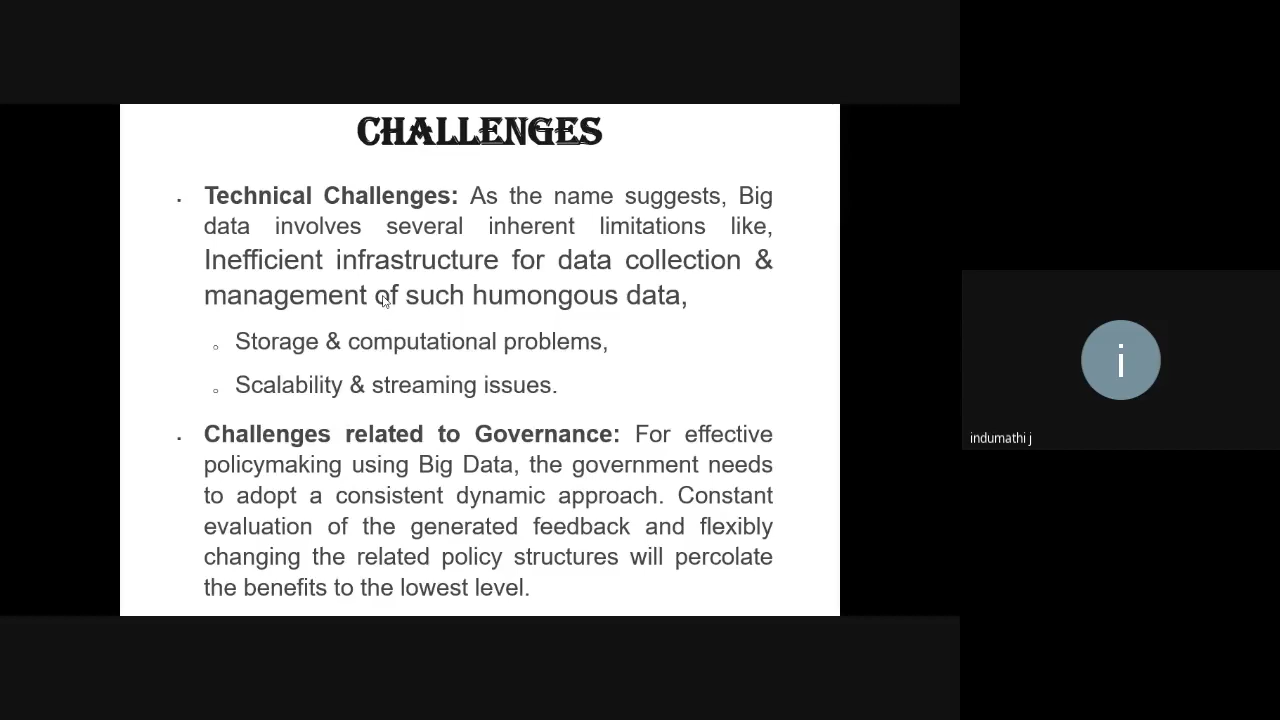 CHALLENGES
Technical Challenges: As the name suggests, Big
data involves several inherent limitations like,
Inefficient infrastructure for data collection &
management of such humongous data,
Storage & computational problems,
Scalability & streaming issues.
Challenges related to Governance: For effective
policymaking using Big Data, the government needs
to adopt a consistent dynamic approach. Constant
evaluation of the generated feedback and flexibly
changing the related policy structures will percolate
the benefits to the lowest level.
i
indumathi j